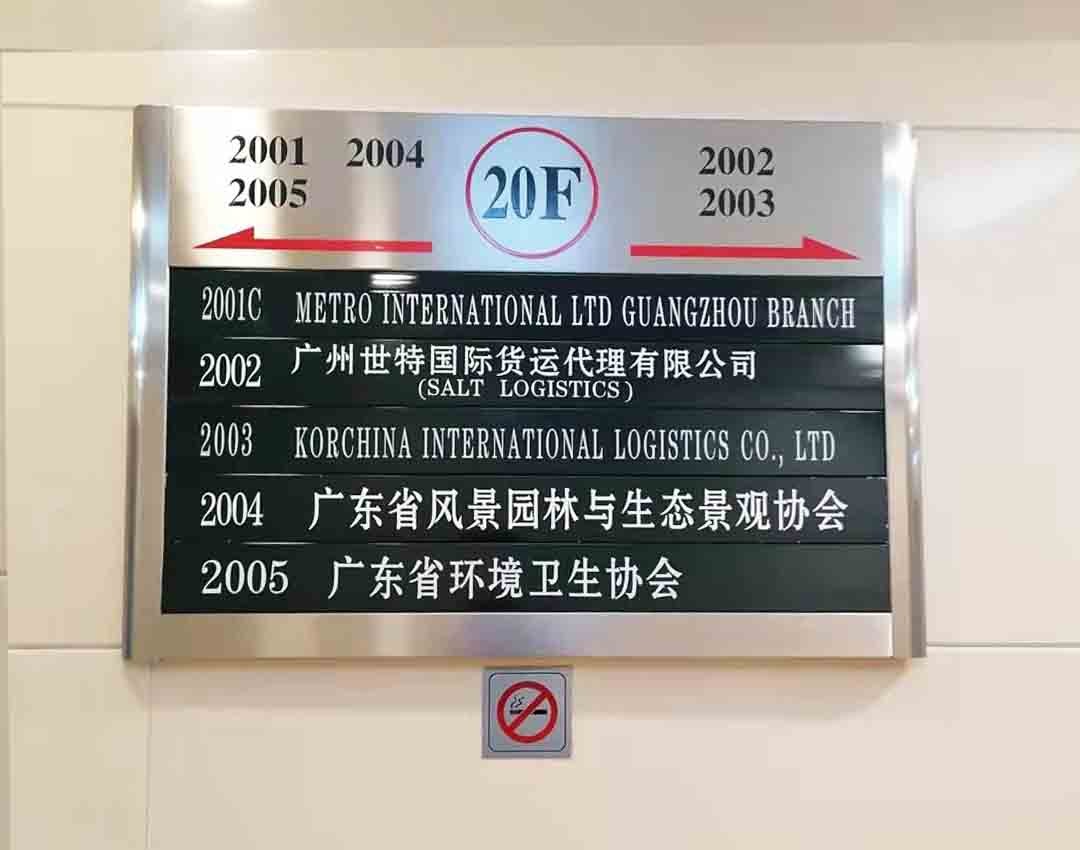 2001 2004
2005
20F
2002
2003
2001C METRO INTERNATIONAL LTD GUANGZHOU BRANCH
2002 广州世特国际货运代理有限公司
(SALT LOGISTICS)
2003 KORCHINA INTERNATIONAL LOGISTICS CO., LTD
2004 广东省风景园林与生态景观协会
2005 广东省环境卫生协会